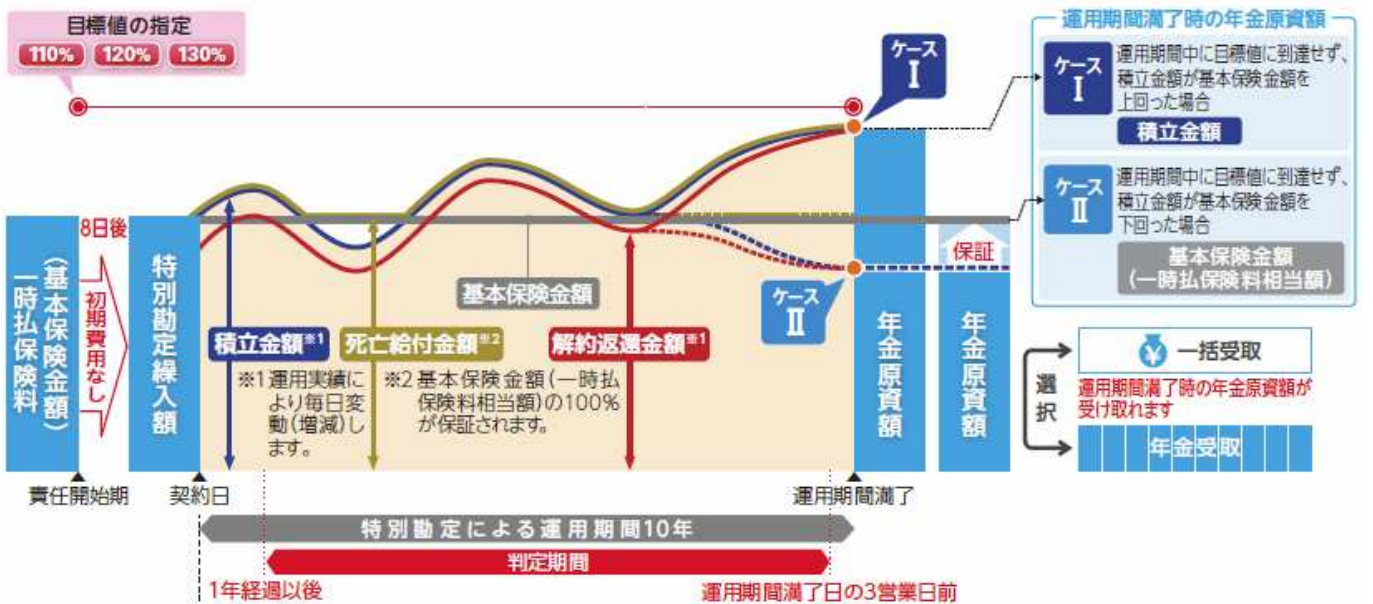 目標値の指定
110% 120% 130%
ケース
Ⅰ
運用期間満了時の年金原資額
ケース
Ⅰ
運用期間中に目標値に到達せず、
積立金額が基本保険金額を
上回った場合
積立金額
ケース
Ⅱ
運用期間中に目標値に到達せず、
積立金額が基本保険金額を
下回った場合
基本保険金額
(一時払保険料相当額)
一時払保険料
(基本保険金額)
8日後
初期費用なし
特別勘定繰入額
基本保険金額
積立金額※1
※1 運用実績に
より毎日変
動(増減)し
ます。
死亡給付金額※2
※2 基本保険金額(一時払
保険料相当額)の100%
が保証されます。
解約返還金額※1
ケース
Ⅱ
年金原資額
保証
年金原資額
選択
¥ 一括受取
運用期間満了時の年金原資額が
受け取れます
年金受取
責任開始期
契約日
運用期間満了
特別勘定による運用期間10年
判定期間
1年経過以後
運用期間満了日の3営業日前